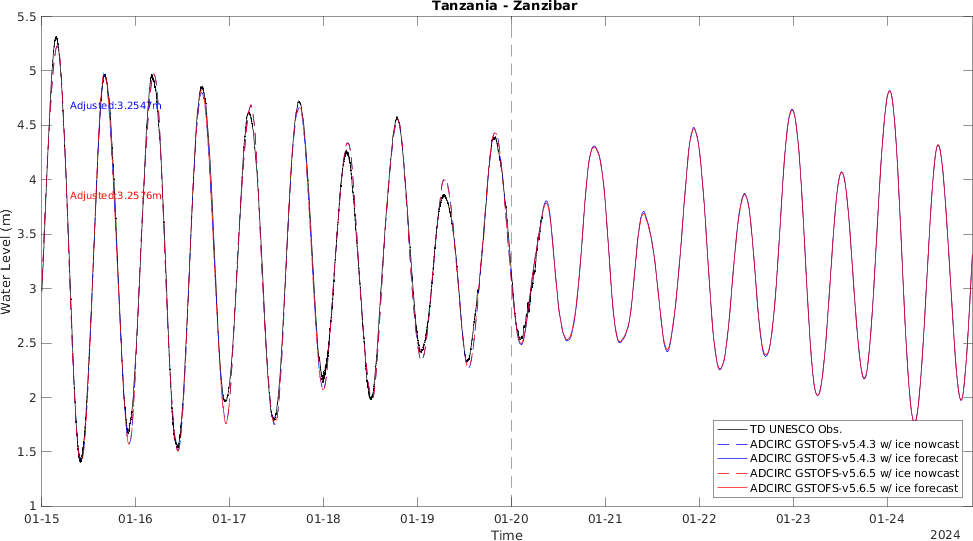 Tanzania - Zanzibar
5.5
5
4.5
4
3.5
3
2.5
2
1.5
1
Water Level (m)
Adjusted:3.2547m
Adjusted:3.2576m
TD UNESCO Obs.
ADCIRC GSTOFS-v5.4.3 w/ ice nowcast
ADCIRC GSTOFS-v5.4.3 w/ ice forecast
ADCIRC GSTOFS-v5.6.5 w/ ice nowcast
ADCIRC GSTOFS-v5.6.5 w/ ice forecast
01-15 01-16 01-17 01-18 01-19 01-20 01-21 01-22 01-23 01-24
Time
2024